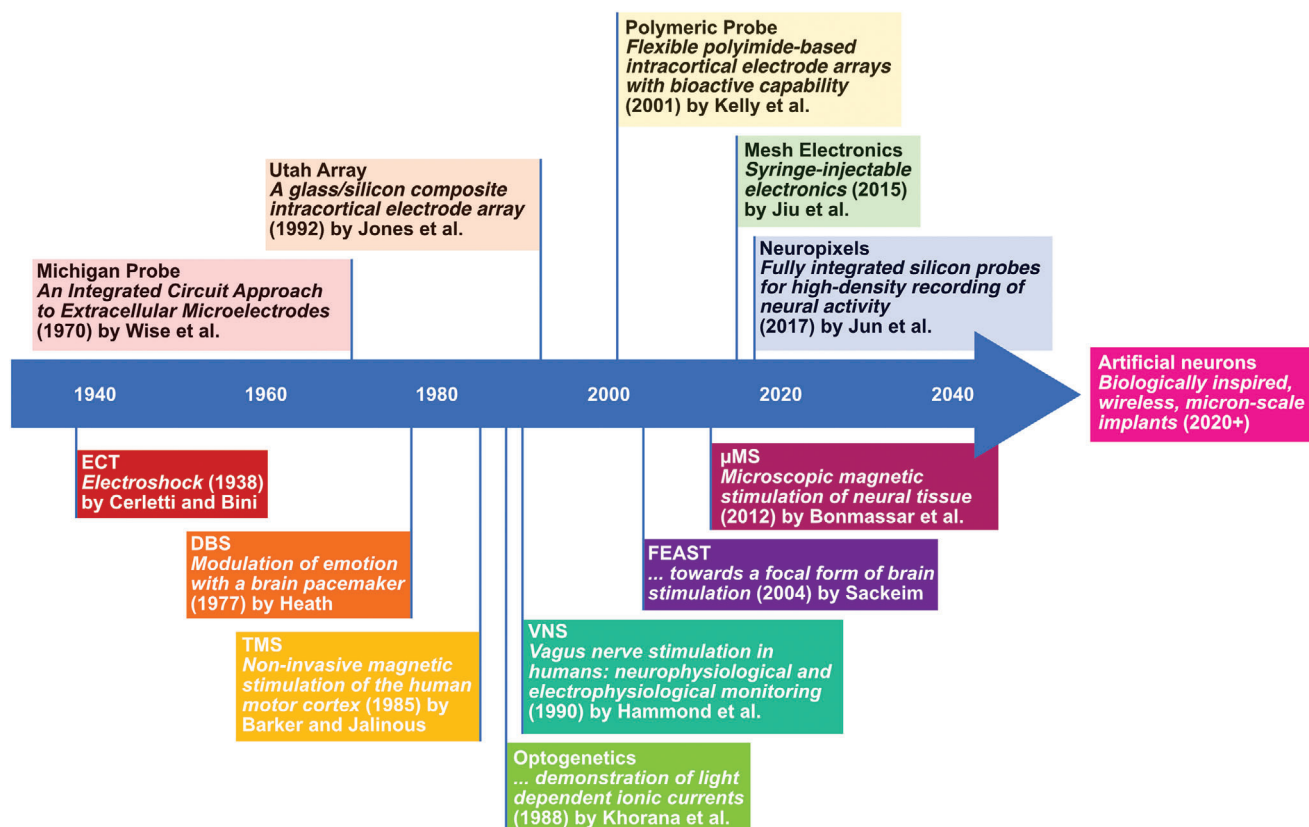 Polymeric Probe
Flexible polyimide-based
intracortical electrode arrays
with bioactive capability
(2001) by Kelly et al.
Mesh Electronics
Syringe-injectable
electronics (2015)
by Jiu et al.
Utah Array
A glass/silicon composite
intracortical electrode array
(1992) by Jones et al.
Neuropixels
Fully integrated silicon probes
for high-density recording of
neural activity
(2017) by Jun et al.
Michigan Probe
An Integrated Circuit Approach
to Extracellular Microelectrodes
(1970) by Wise et al.
Artificial neurons
Biologically inspired,
wireless, micron-scale
implants (2020+)
1940 1960 1980 2000 2020 2040
ECT
Electroshock (1938)
by Cerletti and Bini
µMS
Microscopic magnetic
stimulation of neural tissue
(2012) by Bonmassar et al.
DBS
Modulation of emotion
with a brain pacemaker
(1977) by Heath
FEAST
... towards a focal form of brain
stimulation (2004) by Sackeim
TMS
Non-invasive magnetic
stimulation of the human
motor cortex (1985) by
Barker and Jalinous
VNS
Vagus nerve stimulation in
humans: neurophysiological and
electrophysiological monitoring
(1990) by Hammond et al.
Optogenetics
... demonstration of light
dependent ionic currents
(1988) by Khorana et al.